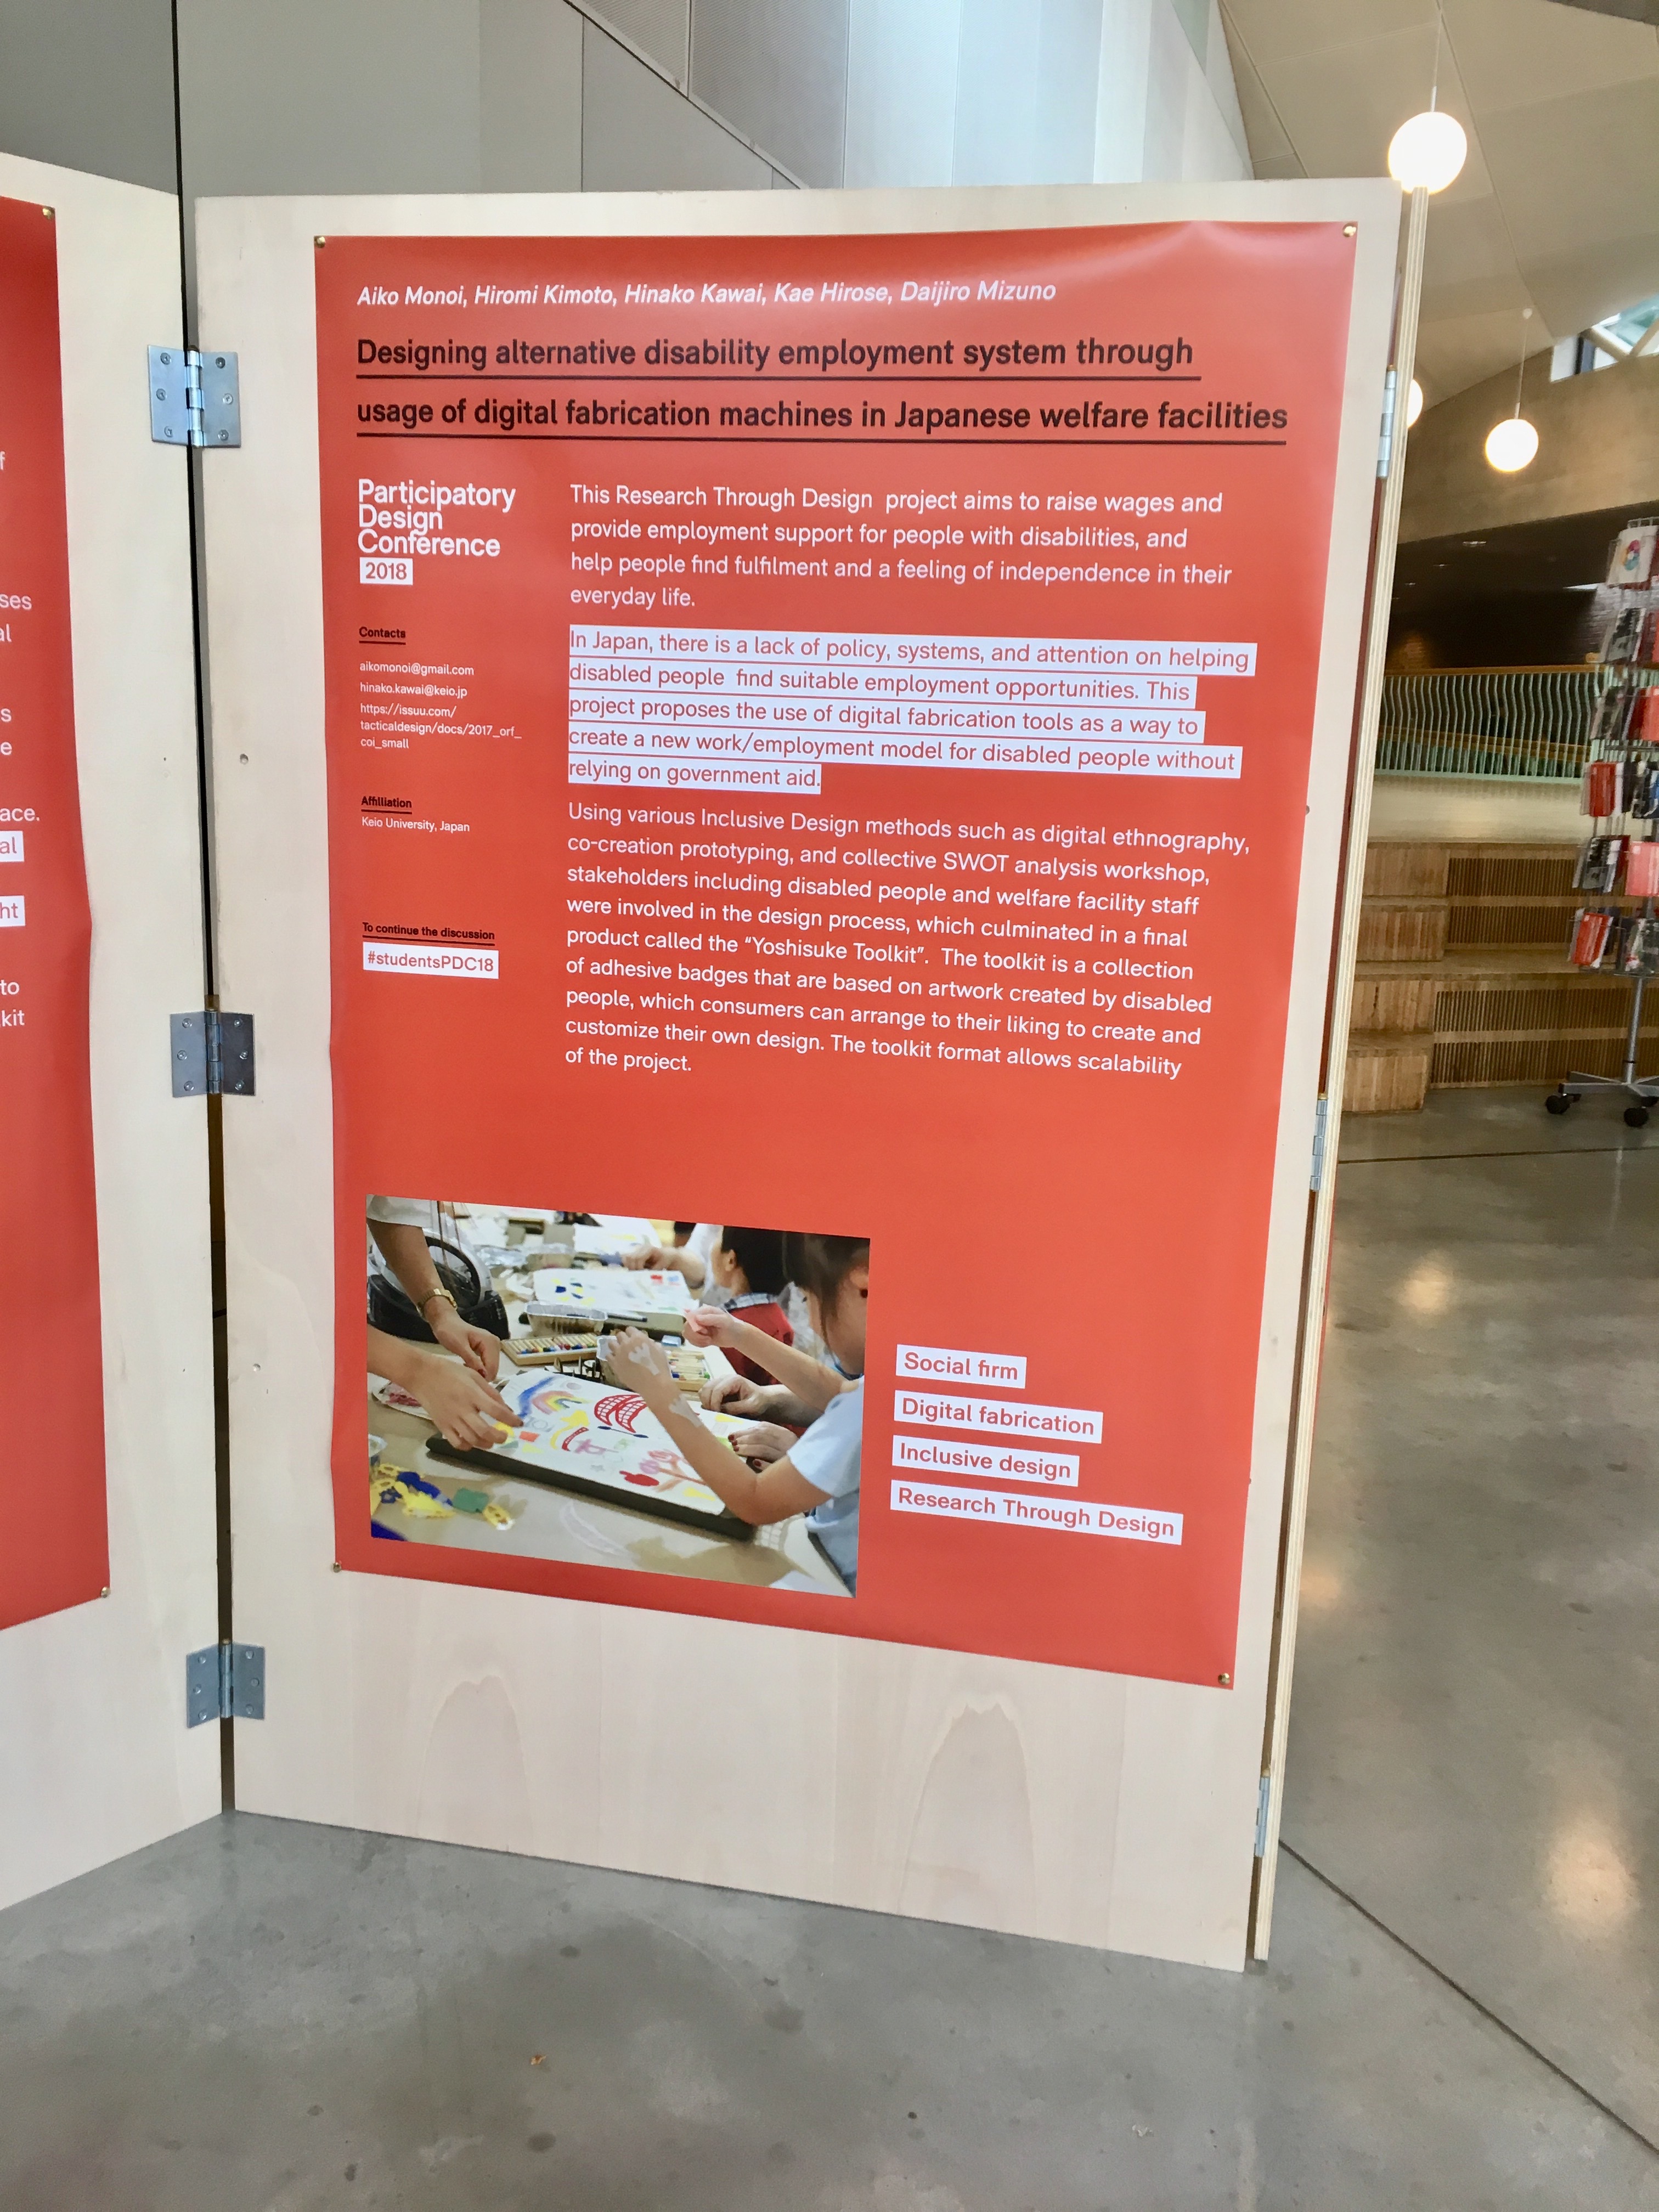 Aiko Monoi, Hiromi Kimoto, Hinako Kawai, Kae Hirose, Daijiro Mizuno
Designing alternative disability employment system through
usage of digital fabrication machines in Japanese welfare facilities
Participatory
Design
Conference
2018
Contacts
aikomonoi@gmail.com
hinako.kawai@keio.jp
https://issuu.com/
tacticaldesign/docs/2017_orf_
coi_small
Affiliation
Keio University, Japan
To continue the discussion
#studentsPDC18
This Research Through Design  project aims to raise wages and
provide employment support for people with disabilities, and
help people find fulfilment and a feeling of independence in their
everyday life.
In Japan, there is a lack of policy, systems, and attention on helping
disabled people  find suitable employment opportunities. This
project proposes the use of digital fabrication tools as a way to
create a new work/employment model for disabled people without
relying on government aid.
Using various Inclusive Design methods such as digital ethnography,
co-creation prototyping, and collective SWOT analysis workshop,
stakeholders including disabled people and welfare facility staff
were involved in the design process, which culminated in a final
product called the “Yoshisuke Toolkit”.  The toolkit is a collection
of adhesive badges that are based on artwork created by disabled
people, which consumers can arrange to their liking to create and
customize their own design. The toolkit format allows scalability
of the project.
Social firm
Digital fabrication
Inclusive design
Research Through Design
to